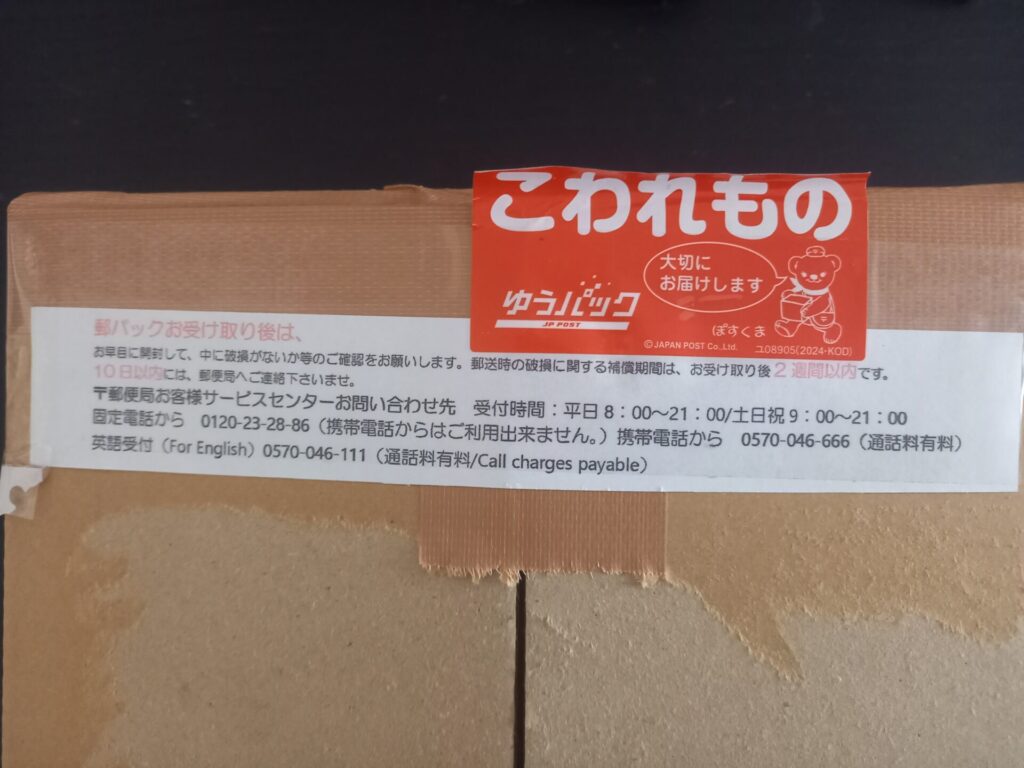 こわれもの
大切に
お届けします
ゆうパック
JP POST
ぽすくま
©JAPAN POST Co.,Ltd. ユ08905(2024-KOD)
郵パックお受け取り後は、
お早目に開封して、中に破損がないか等のご確認をお願いします。郵送時の破損に関する補償期間は、お受け取り後2週間以内です。
10日以内には、郵便局へご連絡下さいませ。
〒郵便局お客様サービスセンターお問い合わせ先 受付時間：平日8：00～21：00/土日祝9：00～21：00
固定電話から 0120-23-28-86（携帯電話からはご利用出来ません。）携帯電話から 0570-046-666（通話料有料）
英語受付（For English）0570-046-111（通話料有料/Call charges payable）